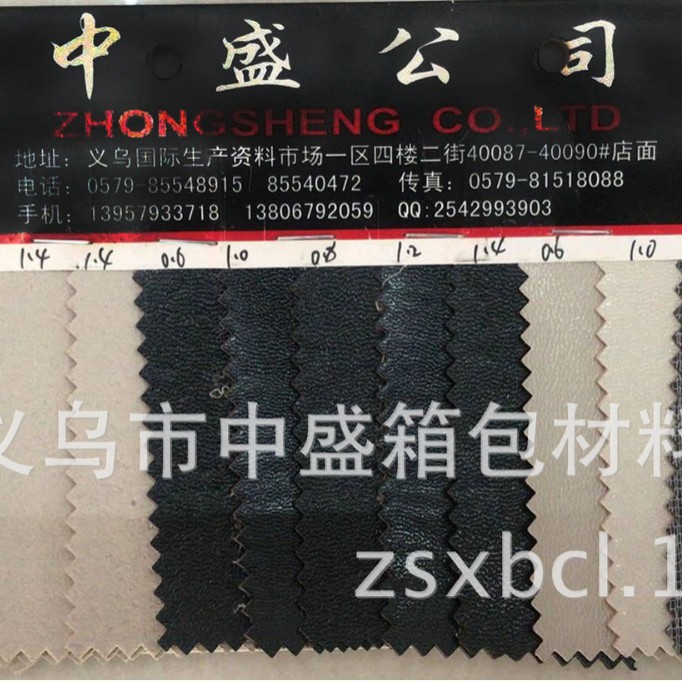 中盛公司
ZHONGSHENG CO.,LTD
地址：义乌国际生产资料市场一区四楼二街40087-40090#店面
电话：0579-85548915 85540472 传真：0579-81518088
手机：13957933718 13806792059 QQ:2542993903
1.4 1.4 0.6 1.0 0.8 1.2 1.4 0.6 1.0
义乌市中盛箱包材料
zsxbcl.1